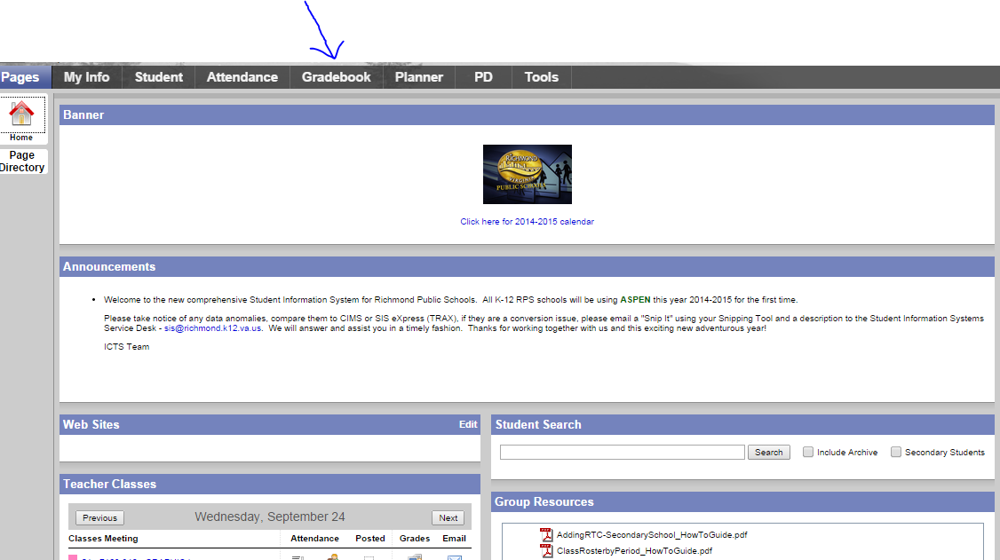 Pages My Info Student Attendance Gradebook Planner PD Tools
Home
Page
Directory
Banner
RICHMOND
VIRGINIA
PUBLIC SCHOOLS
Click here for 2014-2015 calendar
Announcements
Welcome to the new comprehensive Student Information System for Richmond Public Schools. All K-12 RPS schools will be using ASPEN this year 2014-2015 for the first time.
Please take notice of any data anomalies, compare them to CIMS or SIS eXpress (TRAX), if they are a conversion issue, please email a "Snip It" using your Snipping Tool and a description to the Student Information Systems
Service Desk - sis@richmond.k12.va.us. We will answer and assist you in a timely fashion. Thanks for working together with us and this exciting new adventurous year!
ICTS Team
Web Sites Edit
Student Search
Search Include Archive Secondary Students
Teacher Classes
Previous Wednesday, September 24 Next
Classes Meeting Attendance Posted Grades Email
Group Resources
AddingRTC-SecondarySchool_HowToGuide.pdf
ClassRosterbyPeriod_HowToGuide.pdf